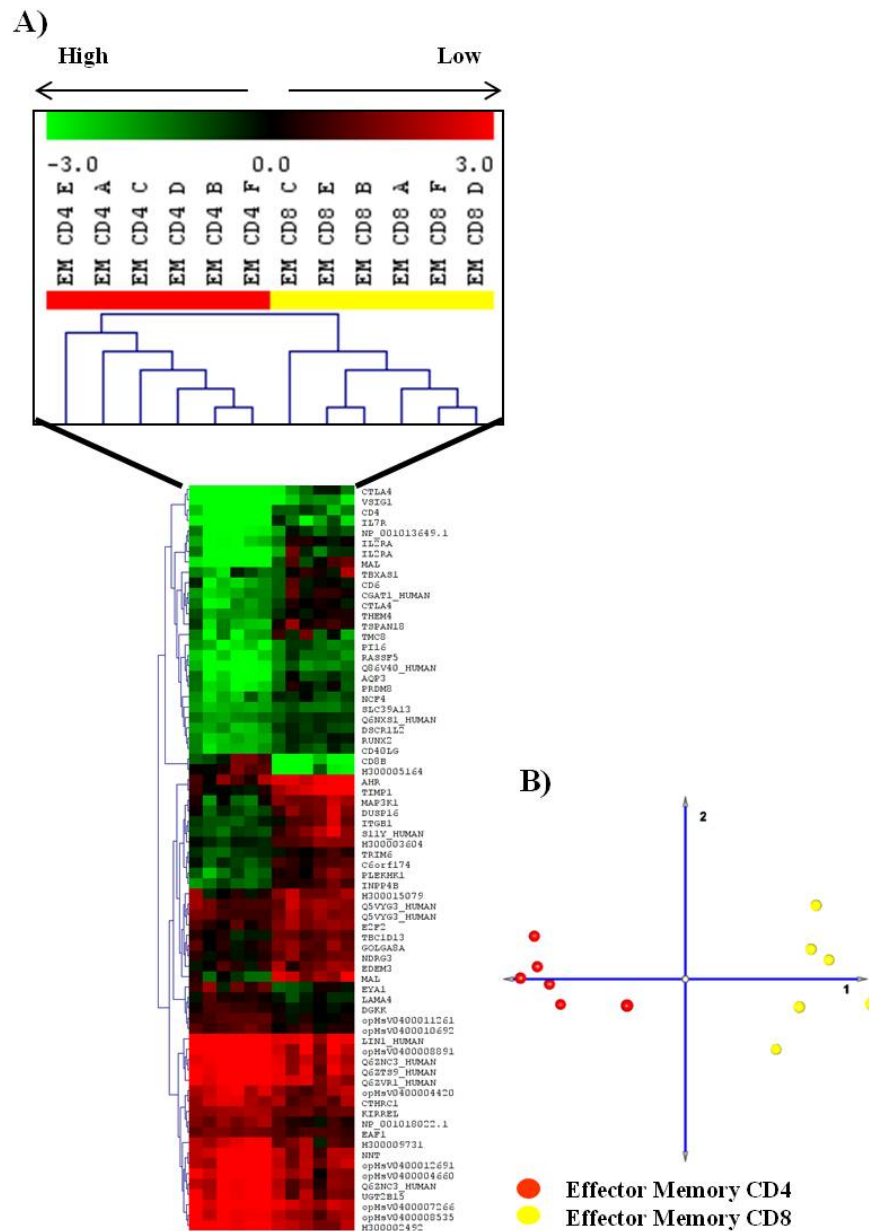 A)
High Low
-3.0 0.0 3.0
EM CD4 E
EM CD4 A
EM CD4 C
EM CD4 D
EM CD4 B
EM CD4 F
EM CD8 C
EM CD8 E
EM CD8 B
EM CD8 A
EM CD8 F
EM CD8 D
CTLA4
VSIG1
CD4
IL7R
NP_001013649.1
IL2RA
IL2RA
MAL
TBXAS1
CD6
CGAT1_HUMAN
CTLA4
THEM4
TSPAN18
TMC8
PI16
RASSF5
Q86V40_HUMAN
AQP3
PRDM8
NCF4
SLC39A13
Q6NXS1_HUMAN
DSCR1L2
RUNX2
CD40LG
CD8B
H300005164
AHR
TIMP1
MAP3K1
DUSP16
ITGB1
S11Y_HUMAN
H300003604
TRIM6
C6orf174
PLEKHK1
INPP4B
H300015079
Q5VYG3_HUMAN
Q5VYG3_HUMAN
E2F2
TBC1D13
GOLGA8A
NDRG3
EDEM3
MAL
EYA1
LAMA4
DGKK
opHsV0400011261
opHsV0400010692
LIN1_HUMAN
opHsV0400008891
Q6ZNC3_HUMAN
Q6ZTS9_HUMAN
Q6ZVR1_HUMAN
opHsV0400004420
CTHRC1
KIRREL
NP_001018022.1
EAF1
H300009731
NNT
opHsV0400012691
opHsV0400004660
Q6ZNC3_HUMAN
UGT2B15
opHsV0400007266
opHsV0400008535
H300002492
B)
2
1
Effector Memory CD4
Effector Memory CD8